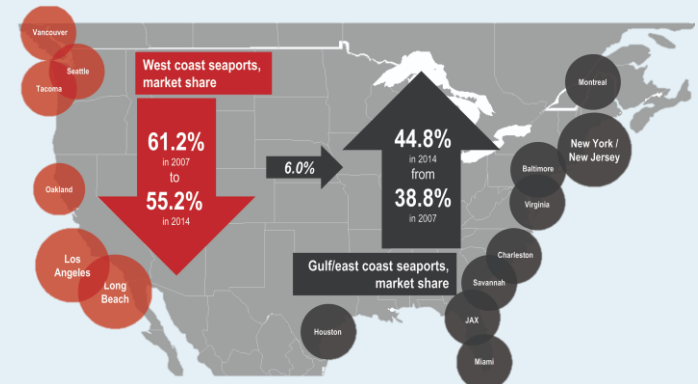 Vancouver
Seattle
Tacoma
Oakland
Los
Angeles
Long
Beach
West coast seaports,
market share
61.2%
in 2007
to
55.2%
in 2014
6.0%
44.8%
in 2014
from
38.8%
in 2007
Gulf/east coast seaports,
market share
Montreal
New York /
New Jersey
Baltimore
Virginia
Charleston
Savannah
JAX
Miami
Houston